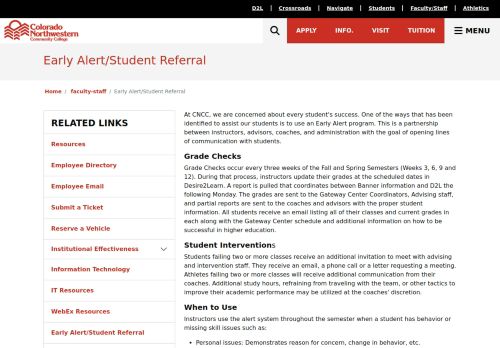 D2L | Crossroads | Navigate | Students | Faculty/Staff | Athletics
Colorado
Northwestern
Community College
APPLY INFO. VISIT TUITION MENU
Early Alert/Student Referral
Home / faculty-staff / Early Alert/Student Referral
RELATED LINKS
Resources
Employee Directory
Employee Email
Submit a Ticket
Reserve a Vehicle
Institutional Effectiveness
Information Technology
IT Resources
WebEx Resources
Early Alert/Student Referral
At CNCC, we are concerned about every student's success. One of the ways that has been
identified to assist our students is to use an Early Alert program. This is a partnership
between instructors, advisors, coaches, and administration with the goal of opening lines
of communication with students.
Grade Checks
Grade Checks occur every three weeks of the Fall and Spring Semesters (Weeks 3, 6, 9 and
12). During that process, instructors update their grades at the scheduled dates in
Desire2Learn. A report is pulled that coordinates between Banner information and D2L the
following Monday. The grades are sent to the Gateway Center Coordinators, Advising staff,
and partial reports are sent to the coaches and advisors with the proper student
information. All students receive an email listing all of their classes and current grades in
each along with the Gateway Center schedule and additional information on how to be
successful in higher education.
Student Interventions
Students failing two or more classes receive an additional invitation to meet with advising
and intervention staff. They receive an email, a phone call or a letter requesting a meeting.
Athletes failing two or more classes will receive additional communication from their
coaches. Additional study hours, refraining from traveling with the team, or other tactics to
improve their academic performance may be utilized at the coaches' discretion.
When to Use
Instructors use the alert system throughout the semester when a student has behavior or
missing skill issues such as:
• Personal issues: Demonstrates reason for concern, change in behavior, etc.